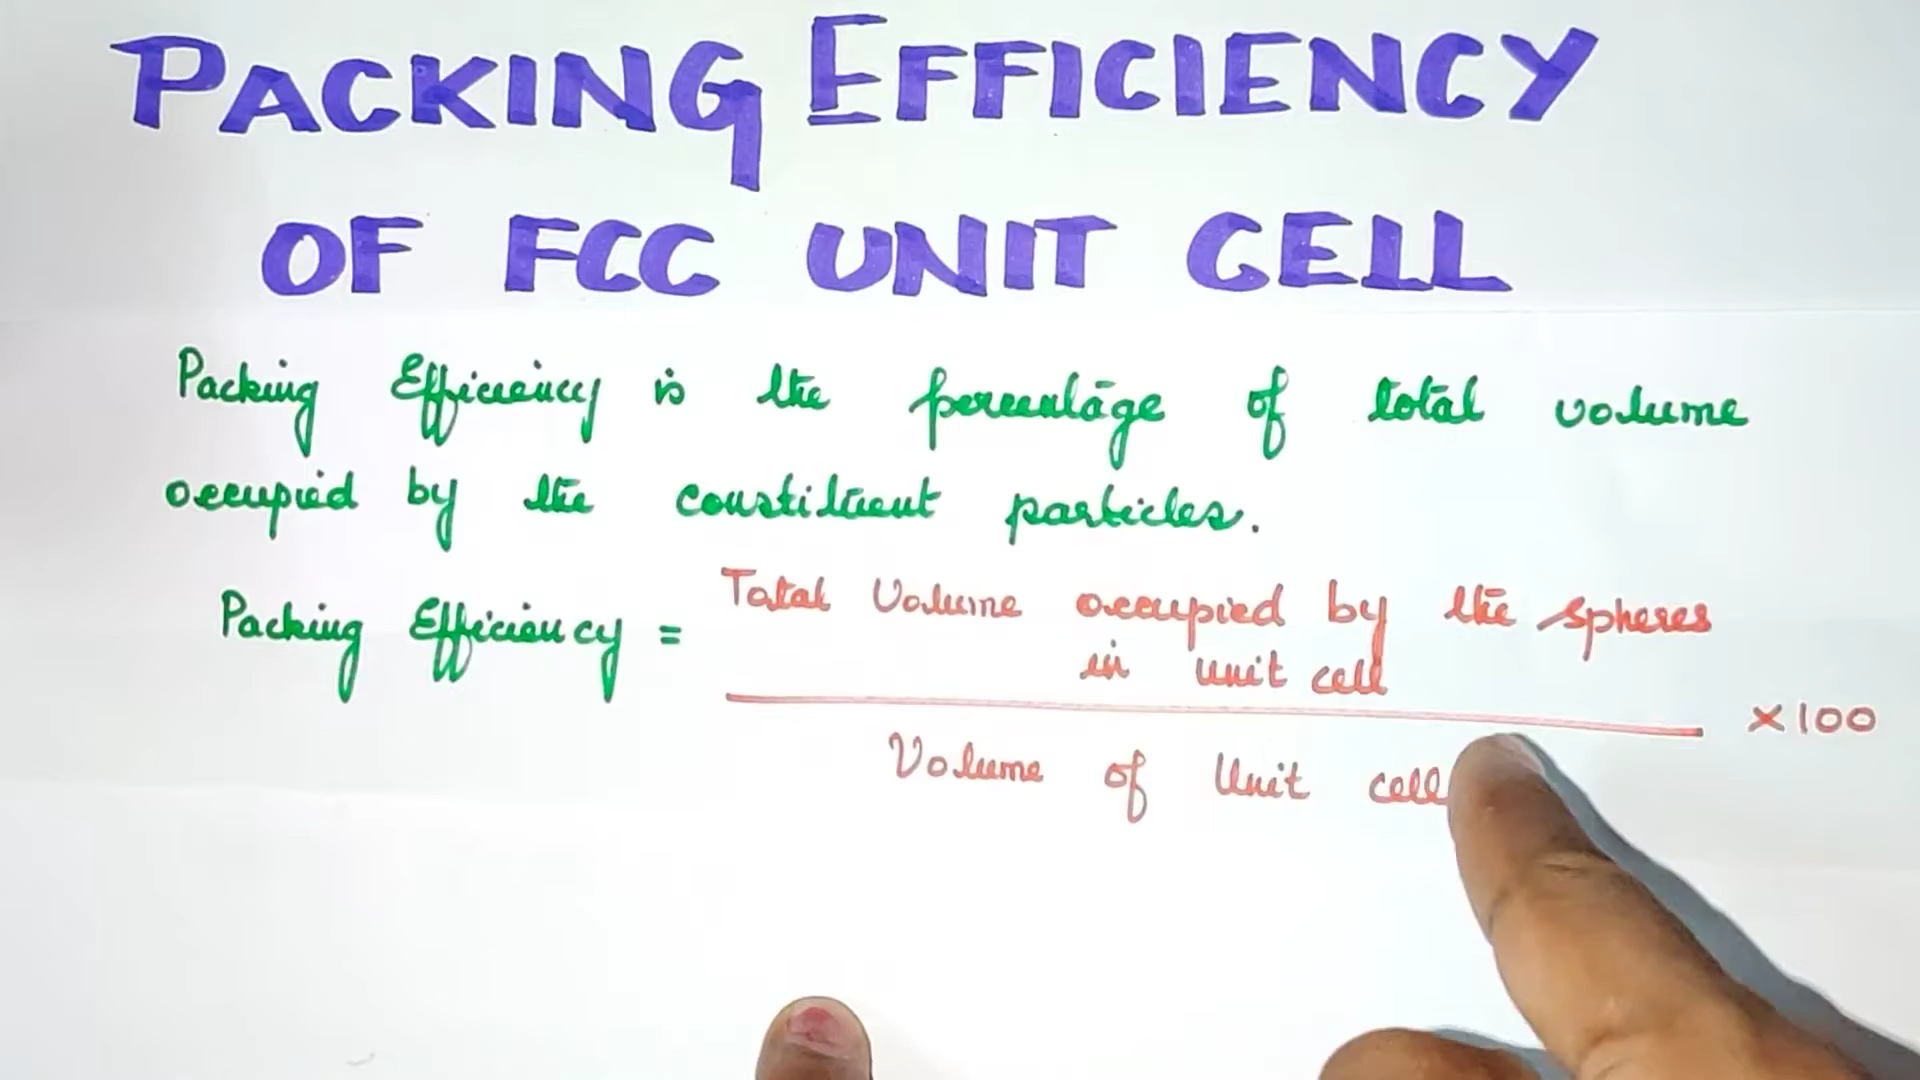 PACKING EFFICIENCY
OF FCC UNIT CELL
Packing Efficiency is the percentage of total volume
occupied by the constituent particles.
Packing Efficiency = Total Volume occupied by the spheres
in unit cell
×100
Volume of Unit cell